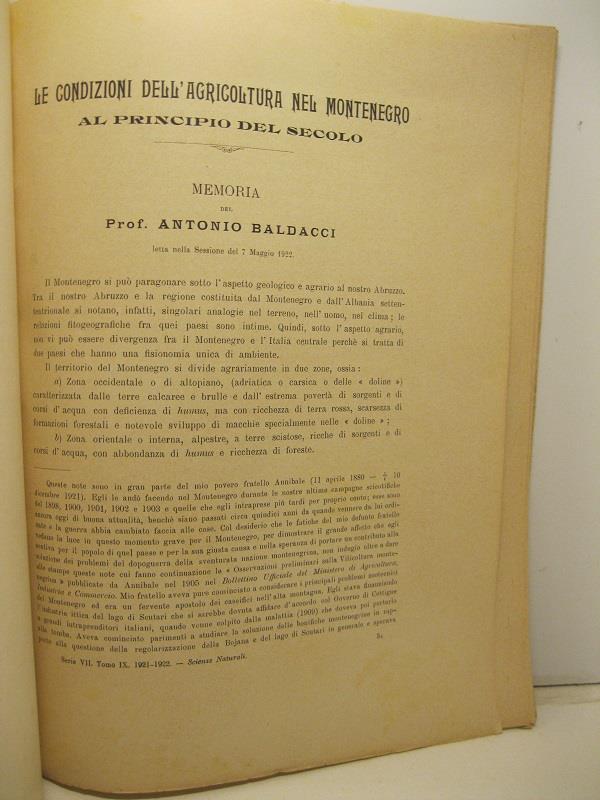 LE CONDIZIONI DELL'AGRICOLTURA NEL MONTENEGRO
AL PRINCIPIO DEL SECOLO
MEMORIA
DEL
Prof. ANTONIO BALDACCI
letta nella Sessione del 7 Maggio 1922.
Il Montenegro si può paragonare sotto l'aspetto geologico e agrario al nostro Abruzzo.
Tra il nostro Abruzzo e la regione costituita dal Montenegro e dall'Albania setten-
tentrionale si notano, infatti, singolari analogie nel terreno, nell'uomo, nel clima; le
relazioni fitogeografiche fra quei paesi sono intime. Quindi, sotto l'aspetto agrario,
non vi può essere divergenza fra il Montenegro e l'Italia centrale perchè si tratta di
due paesi che hanno una fisionomia unica di ambiente.
Il territorio del Montenegro si divide agrariamente in due zone, ossia:
a) Zona occidentale o di altopiano, (adriatica o carsica o delle « doline »)
caratterizzata dalle terre calcaree e brulle e dall'estrema povertà di sorgenti e di
corsi d'acqua con deficienza di humus, ma con ricchezza di terra rossa, scarsezza di
formazioni forestali e notevole sviluppo di macchie specialmente nelle « doline »;
b) Zona orientale o interna, alpestre, a terre scistose, ricche di sorgenti e di
corsi d'acqua, con abbondanza di humus e ricchezza di foreste.
Queste note sono in gran parte del mio povero fratello Annibale (11 aprile 1880 — † 10
dicembre 1921). Egli le andò facendo nel Montenegro durante le nostre ultime campagne scientifiche
del 1898, 1900, 1901, 1902 e 1903 e quelle che egli intraprese più tardi per proprio conto; esse sono
ancora oggi di buona attualità, benchè siano passati circa quindici anni da quando vennero da lui ordi-
nate e la guerra abbia cambiato faccia alle cose. Col desiderio che le fatiche del mio defunto fratello
vedano la luce in questo momento grave per il Montenegro, per dimostrare il grande affetto che egli
sentiva per il popolo di quel paese e per la sua giusta causa e nella speranza di portare un contributo alla
soluzione dei problemi del dopoguerra della sventurata nazione montenegrina, non indugio oltre a dare
alle stampe queste note cui fanno continuazione le « Osservazioni preliminari sulla Viticoltura monte-
negrina » pubblicate da Annibale nel 1905 nel Bollettino Ufficiale del Ministero di Agricoltura,
Industria e Commercio. Mio fratello aveva pure cominciato a considerare i principali problemi zootecnici
del Montenegro ed era un fervente apostolo dei caseifici nell'alta montagna. Egli stava finanziando
l'industria ittica del lago di Scutari che si sarebbe dovuta affidare d'accordo col Governo di Cettigne
a grandi intraprenditori italiani, quando venne colpito dalla malattia (1909) che doveva poi portarlo
alla tomba. Aveva cominciato parimenti a studiare la soluzione delle bonifiche montenegrine in rap-
porto alla questione della regolarizzazione della Bojana e del lago di Scutari in generale e sperava
Serie VII. Tomo IX. 1921-1922. — Scienze Naturali.